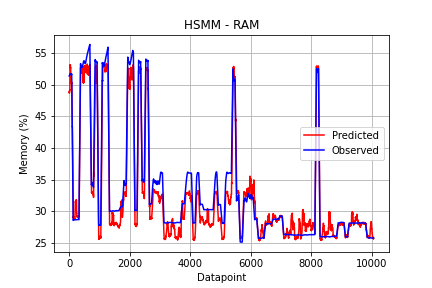 HSMM - RAM
Memory (%)
55
50
45
40
35
30
25
Predicted
Observed
0
2000
4000
6000
8000
10000
Datapoint